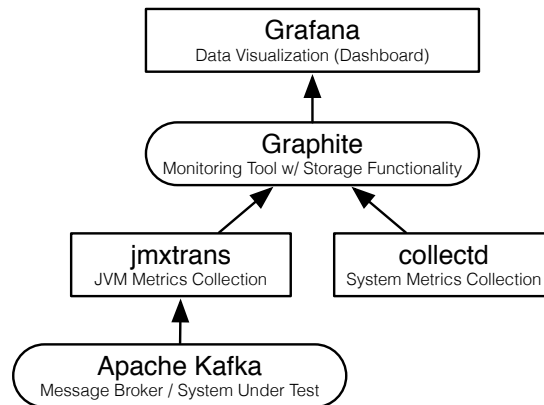 Grafana
Data Visualization (Dashboard)
Graphite
Monitoring Tool w/ Storage Functionality
jmxtrans
JVM Metrics Collection
collectd
System Metrics Collection
Apache Kafka
Message Broker / System Under Test